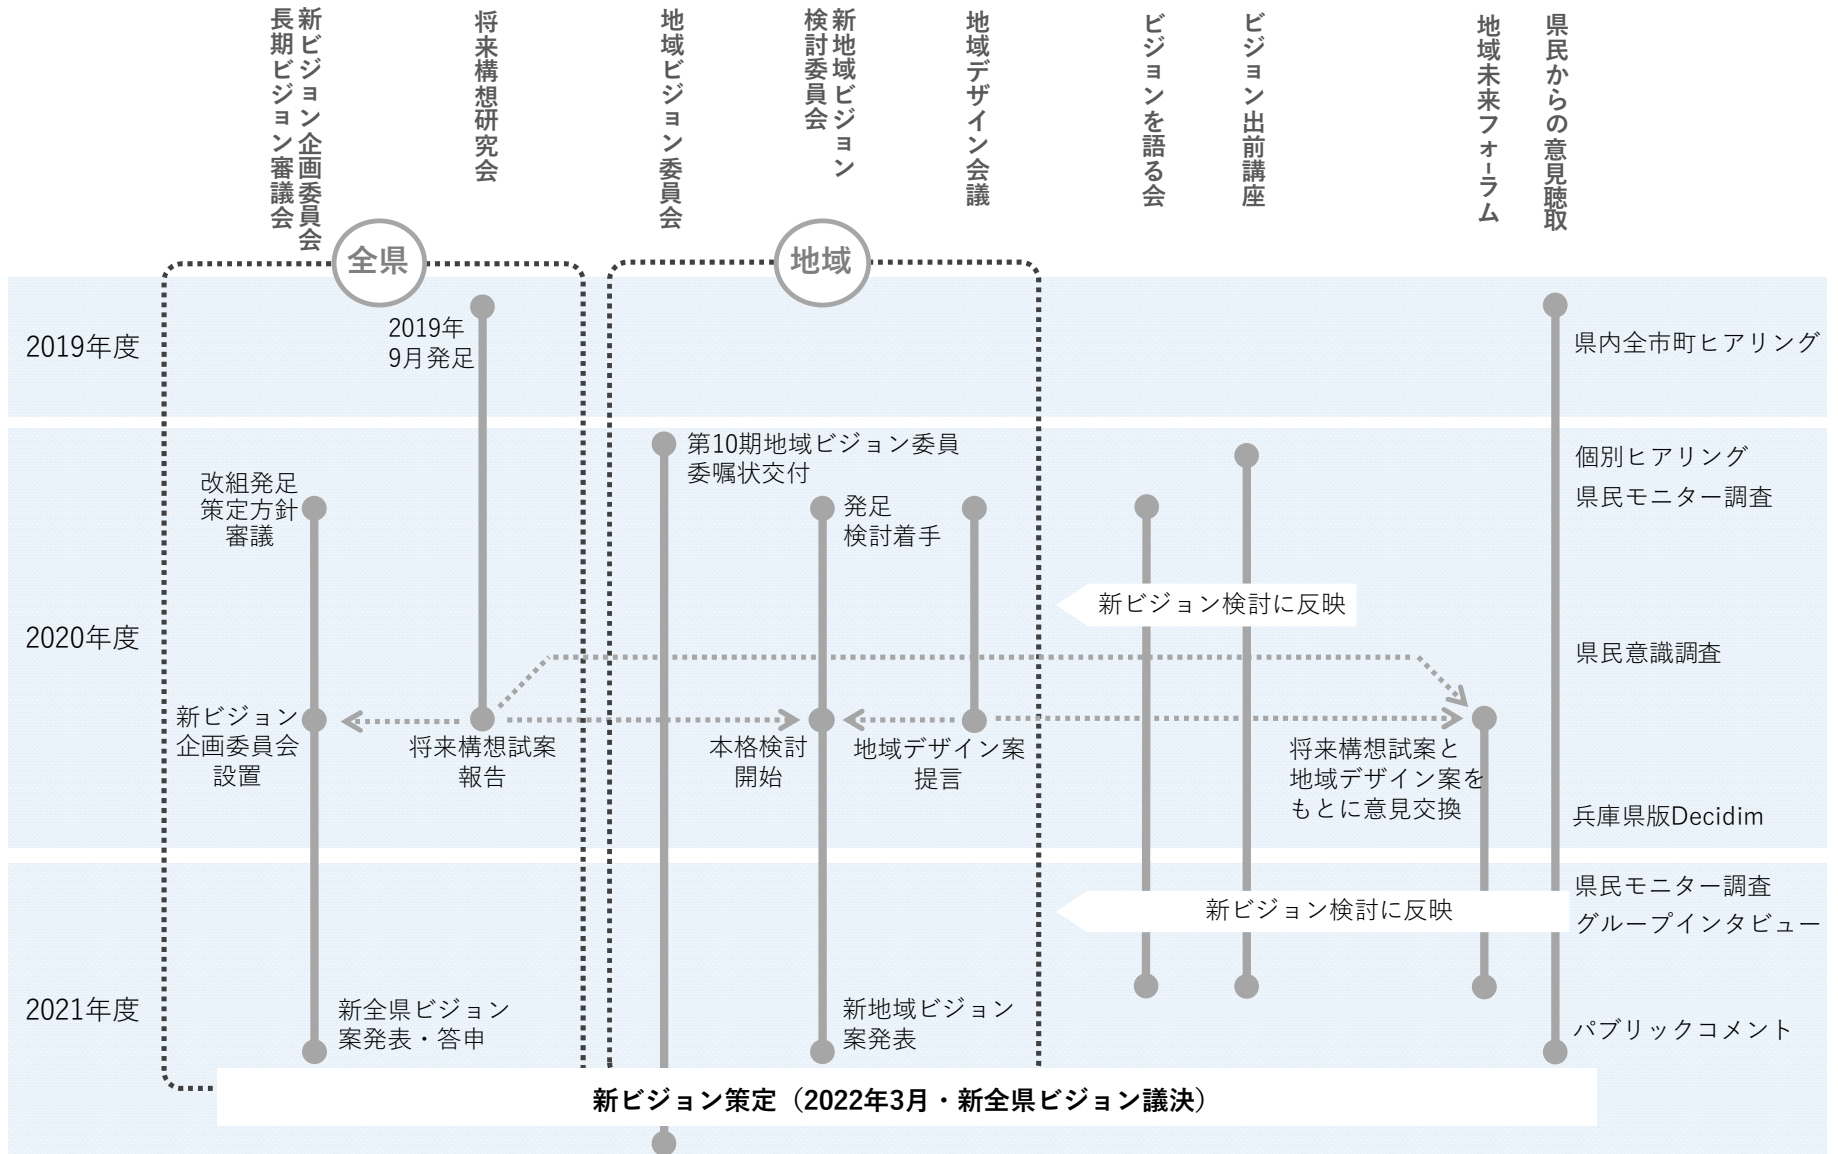 新ビジョン企画委員会
長期ビジョン審議会
将来構想研究会
地域ビジョン委員会
新地域ビジョン
検討委員会
地域デザイン会議
ビジョンを語る会
ビジョン出前講座
地域未来フォーラム
県民からの意見聴取
全県
地域
2019年度
2019年
9月発足
県内全市町ヒアリング
2020年度
改組発足
策定方針
審議
第10期地域ビジョン委員
委嘱状交付
発足
検討着手
個別ヒアリング
県民モニター調査
新ビジョン検討に反映
県民意識調査
新ビジョン
企画委員会
設置
将来構想試案
報告
本格検討
開始
地域デザイン案
提言
将来構想試案と
地域デザイン案を
もとに意見交換
兵庫県版Decidim
2021年度
県民モニター調査
新ビジョン検討に反映
グループインタビュー
新全県ビジョン
案発表・答申
新地域ビジョン
案発表
パブリックコメント
新ビジョン策定（2022年3月・新全県ビジョン議決）